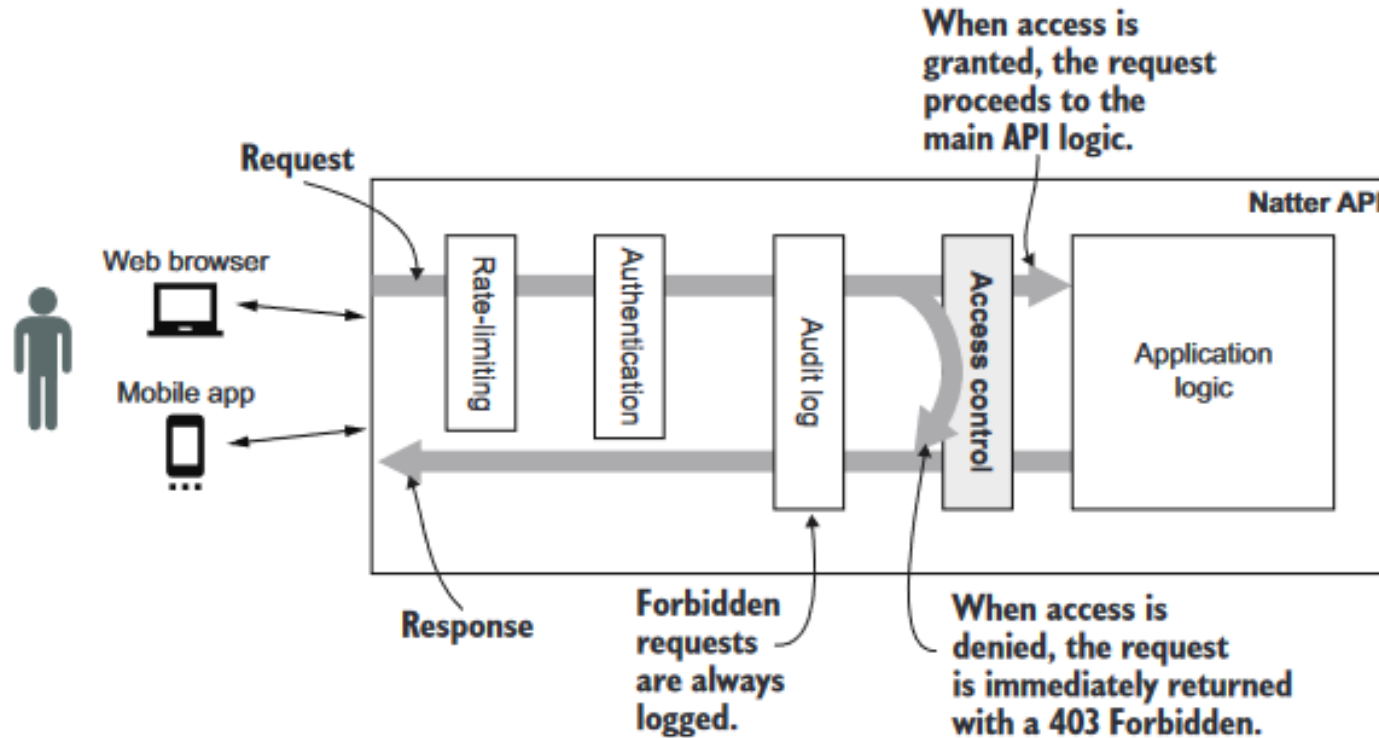 When access is
granted, the request
proceeds to the
main API logic.
Request
Natter API
Web browser
Mobile app
Rate-limiting
Authentication
Audit log
Access control
Application
logic
Response
Forbidden
requests
are always
logged.
When access is
denied, the request
is immediately returned
with a 403 Forbidden.